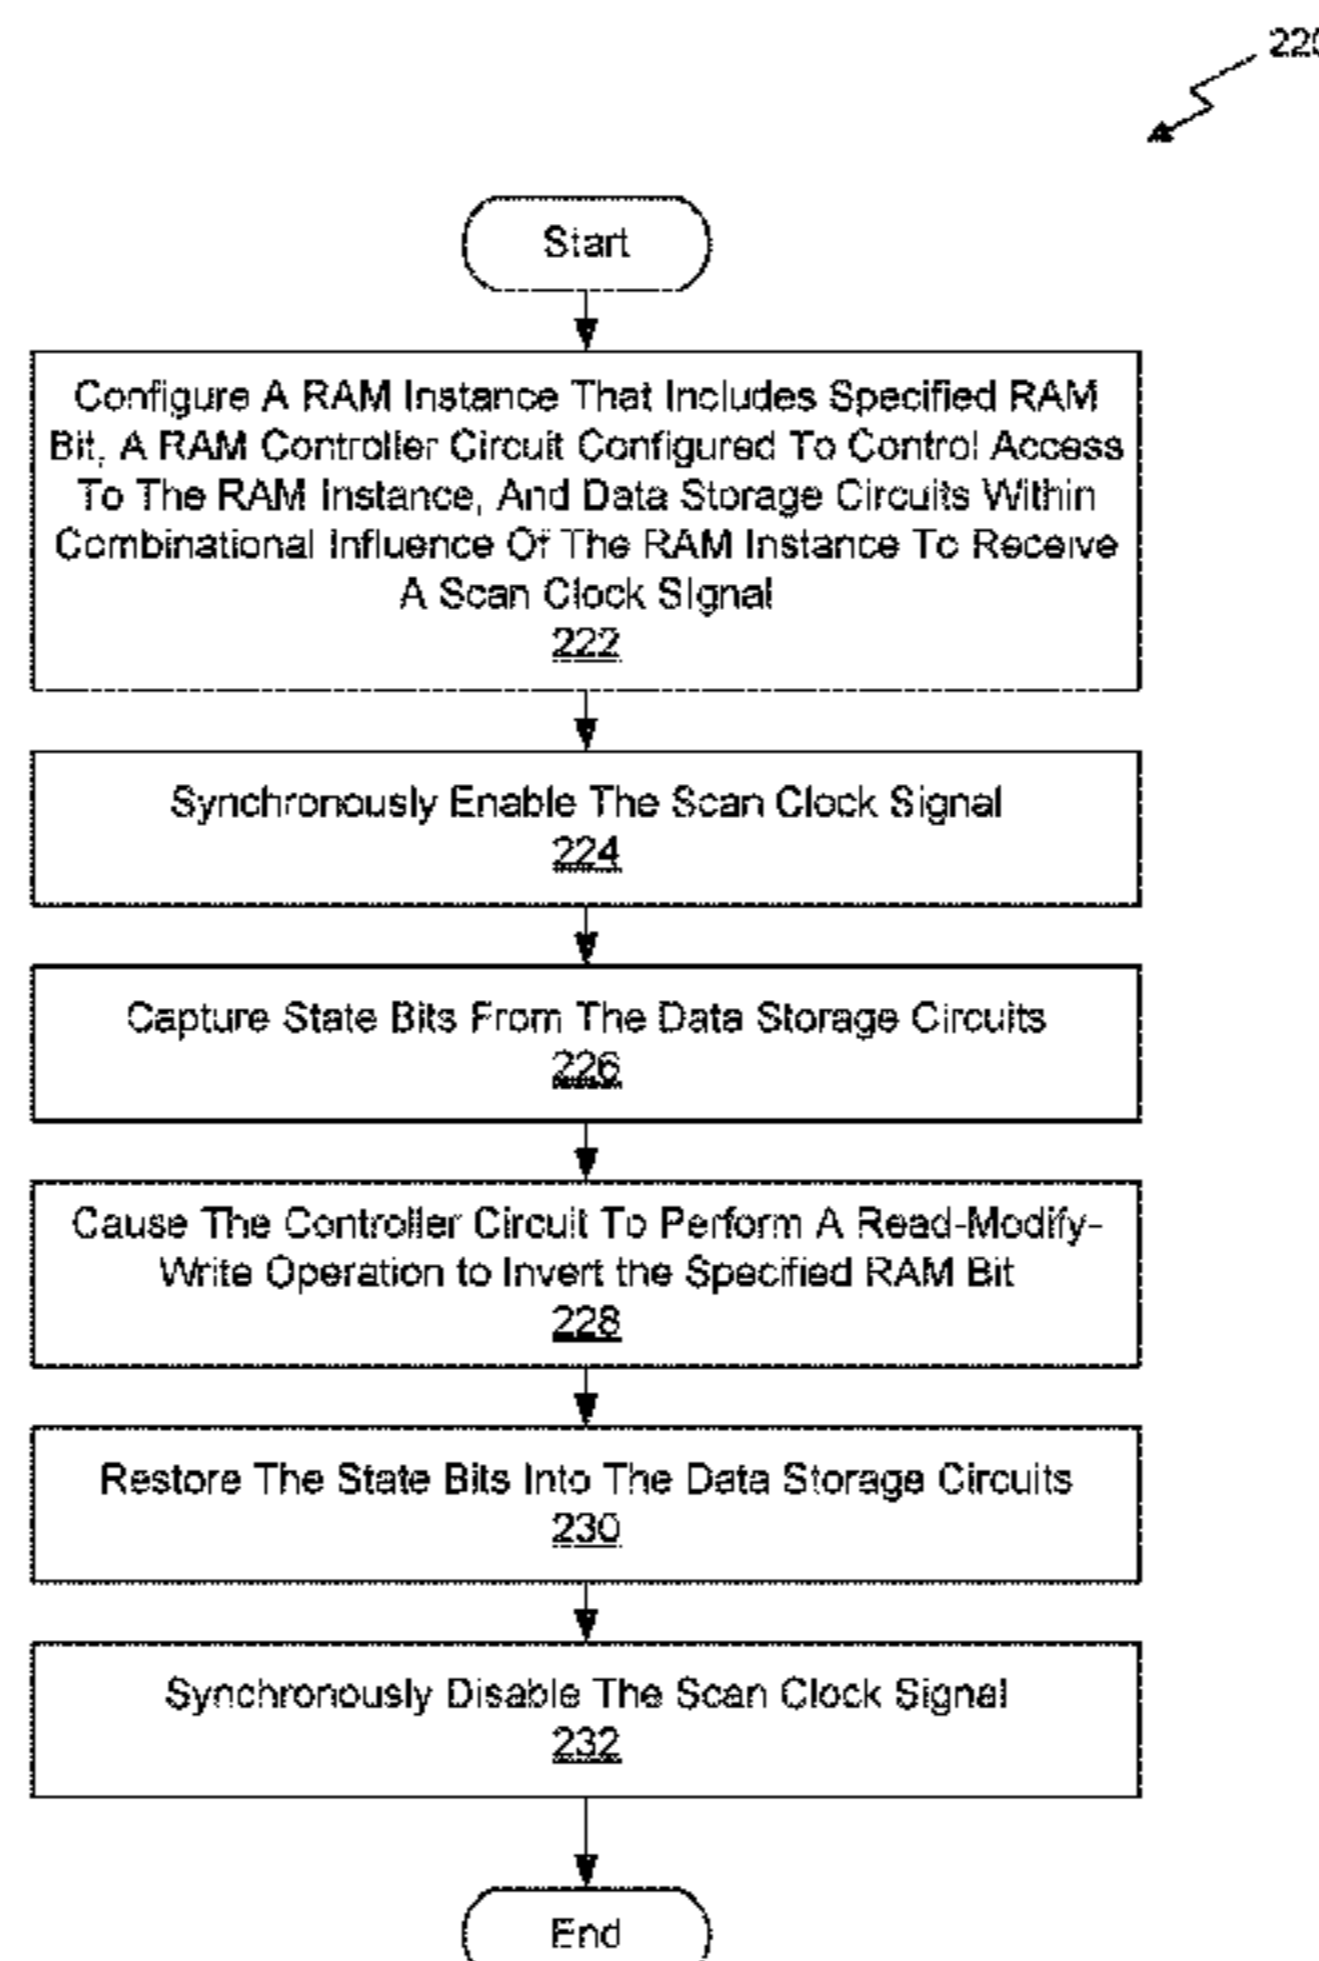 220
Start
Configure A RAM Instance That Includes Specified RAM
Bit, A RAM Controller Circuit Configured To Control Access
To The RAM Instance, And Data Storage Circuits Within
Combinational Influence Of The RAM Instance To Receive
A Scan Clock SIgnal
222
Synchronously Enable The Scan Clock Signal
224
Capture State Bits From The Data Storage Circuits
226
Cause The Controller Circuit To Perform A Read-Modify-
Write Operation to Invert the Specified RAM Bit
228
Restore The State Bits Into The Data Storage Circuits
230
Synchronously Disable The Scan Clock Signal
232
End